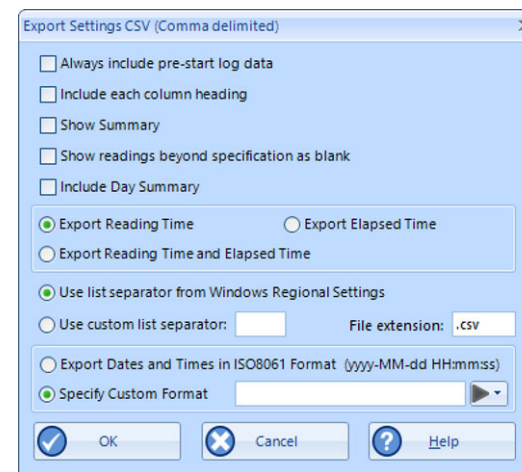 Export Settings CSV (Comma delimited)
Always include pre-start log data
Include each column heading
Show Summary
Show readings beyond specification as blank
Include Day Summary
Export Reading Time Export Elapsed Time
Export Reading Time and Elapsed Time
Use list separator from Windows Regional Settings
Use custom list separator: File extension: .csv
Export Dates and Times in ISO8061 Format (yyyy-MM-dd HH:mm:ss)
Specify Custom Format
OK Cancel Help